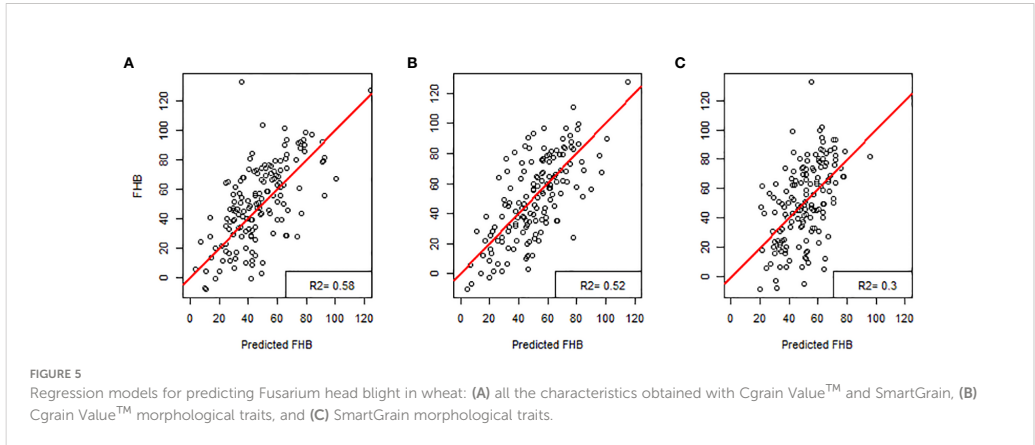 A
B
C
FHB
0 20 40 60 80 100 120
0 20 40 60 80 100 120
R2= 0.58
Predicted FHB
0 20 40 60 80 100 120
0 20 40 60 80 100 120
R2= 0.52
Predicted FHB
0 20 40 60 80 100 120
0 20 40 60 80 100 120
R2= 0.3
Predicted FHB
FIGURE 5
Regression models for predicting Fusarium head blight in wheat: (A) all the characteristics obtained with Cgrain Value™ and SmartGrain, (B)
Cgrain Value™ morphological traits, and (C) SmartGrain morphological traits.